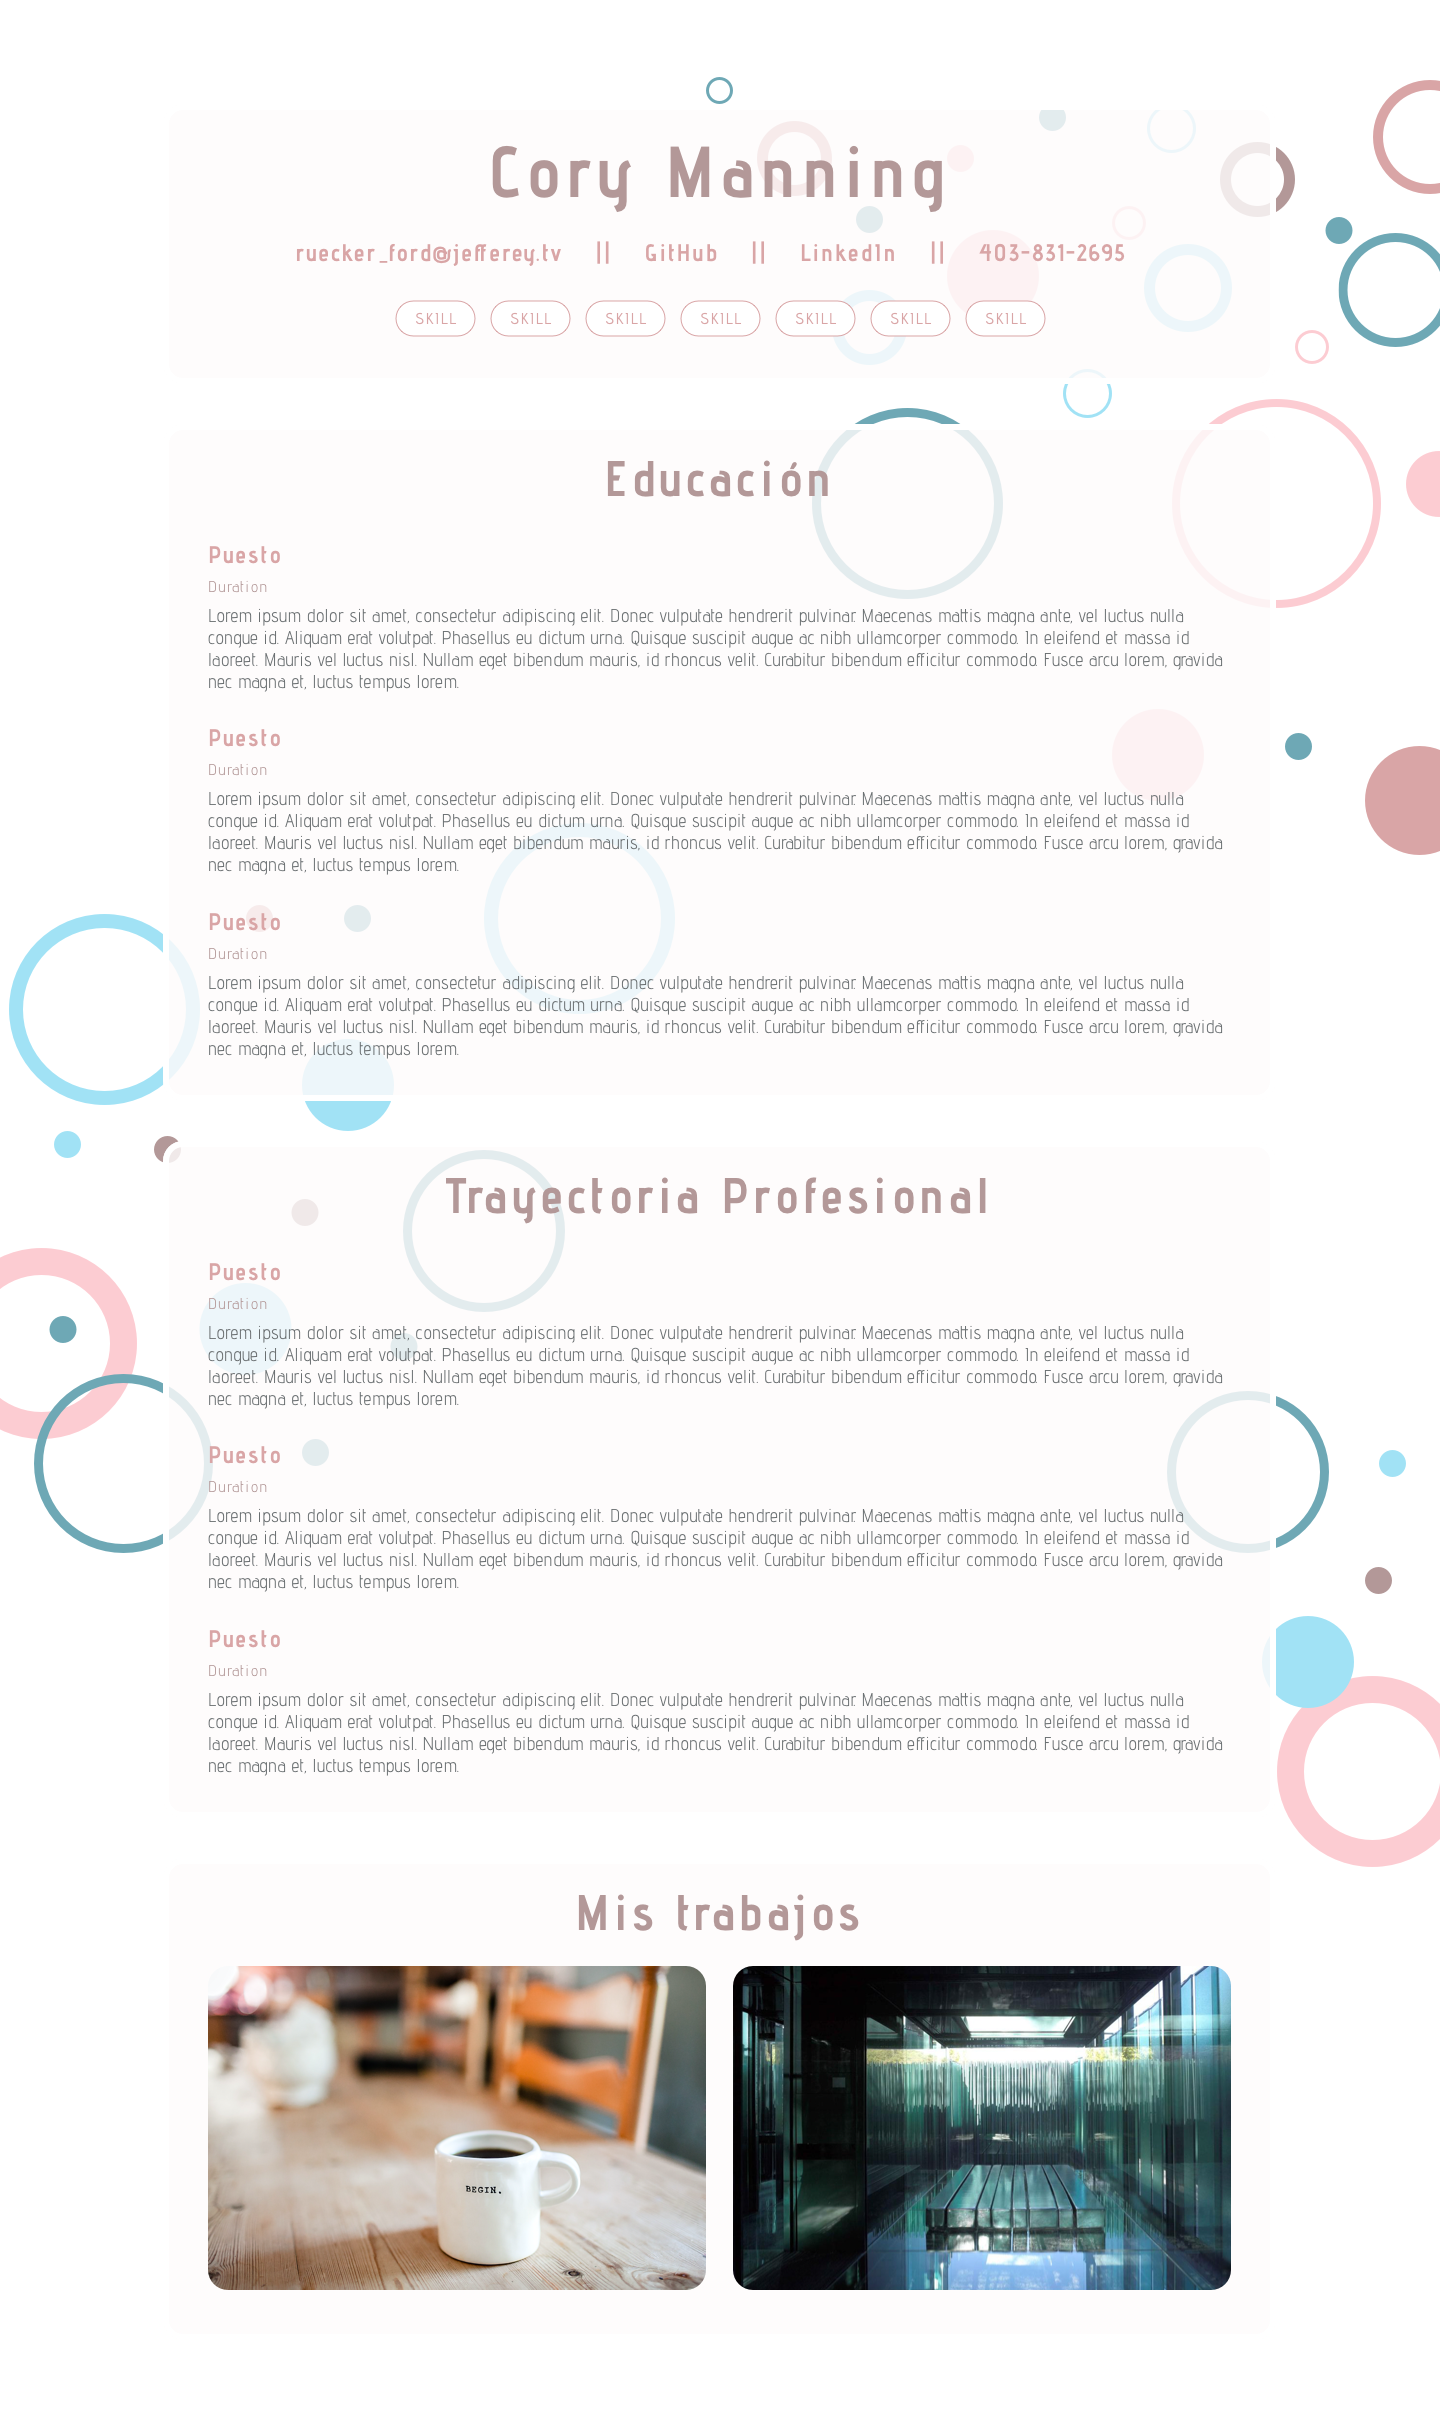 Cory Manning
ruecker_ford@jefferey.tv || GitHub || LinkedIn || 403-831-2695
SKILL SKILL SKILL SKILL SKILL SKILL SKILL
Educación
Puesto
Duration
Lorem ipsum dolor sit amet, consectetur adipiscing elit. Donec vulputate hendrerit pulvinar. Maecenas mattis magna ante, vel luctus nulla
congue id. Aliquam erat volutpat. Phasellus eu dictum urna. Quisque suscipit augue ac nibh ullamcorper commodo. In eleifend et massa id
laoreet. Mauris vel luctus nisl. Nullam eget bibendum mauris, id rhoncus velit. Curabitur bibendum efficitur commodo. Fusce arcu lorem, gravida
nec magna et, luctus tempus lorem.
Puesto
Duration
Lorem ipsum dolor sit amet, consectetur adipiscing elit. Donec vulputate hendrerit pulvinar. Maecenas mattis magna ante, vel luctus nulla
congue id. Aliquam erat volutpat. Phasellus eu dictum urna. Quisque suscipit augue ac nibh ullamcorper commodo. In eleifend et massa id
laoreet. Mauris vel luctus nisl. Nullam eget bibendum mauris, id rhoncus velit. Curabitur bibendum efficitur commodo. Fusce arcu lorem, gravida
nec magna et, luctus tempus lorem.
Puesto
Duration
Lorem ipsum dolor sit amet, consectetur adipiscing elit. Donec vulputate hendrerit pulvinar. Maecenas mattis magna ante, vel luctus nulla
congue id. Aliquam erat volutpat. Phasellus eu dictum urna. Quisque suscipit augue ac nibh ullamcorper commodo. In eleifend et massa id
laoreet. Mauris vel luctus nisl. Nullam eget bibendum mauris, id rhoncus velit. Curabitur bibendum efficitur commodo. Fusce arcu lorem, gravida
nec magna et, luctus tempus lorem.
Trayectoria Profesional
Puesto
Duration
Lorem ipsum dolor sit amet, consectetur adipiscing elit. Donec vulputate hendrerit pulvinar. Maecenas mattis magna ante, vel luctus nulla
congue id. Aliquam erat volutpat. Phasellus eu dictum urna. Quisque suscipit augue ac nibh ullamcorper commodo. In eleifend et massa id
laoreet. Mauris vel luctus nisl. Nullam eget bibendum mauris, id rhoncus velit. Curabitur bibendum efficitur commodo. Fusce arcu lorem, gravida
nec magna et, luctus tempus lorem.
Puesto
Duration
Lorem ipsum dolor sit amet, consectetur adipiscing elit. Donec vulputate hendrerit pulvinar. Maecenas mattis magna ante, vel luctus nulla
congue id. Aliquam erat volutpat. Phasellus eu dictum urna. Quisque suscipit augue ac nibh ullamcorper commodo. In eleifend et massa id
laoreet. Mauris vel luctus nisl. Nullam eget bibendum mauris, id rhoncus velit. Curabitur bibendum efficitur commodo. Fusce arcu lorem, gravida
nec magna et, luctus tempus lorem.
Puesto
Duration
Lorem ipsum dolor sit amet, consectetur adipiscing elit. Donec vulputate hendrerit pulvinar. Maecenas mattis magna ante, vel luctus nulla
congue id. Aliquam erat volutpat. Phasellus eu dictum urna. Quisque suscipit augue ac nibh ullamcorper commodo. In eleifend et massa id
laoreet. Mauris vel luctus nisl. Nullam eget bibendum mauris, id rhoncus velit. Curabitur bibendum efficitur commodo. Fusce arcu lorem, gravida
nec magna et, luctus tempus lorem.
Mis trabajos
BEGIN.